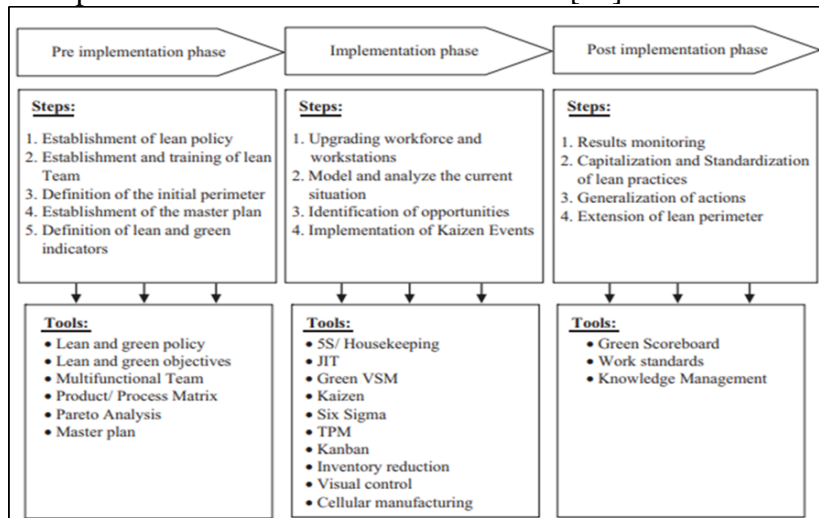 Pre implementation phase
Implementation phase
Post implementation phase
Steps:
1. Establishment of lean policy
2. Establishment and training of lean
Team
3. Definition of the initial perimeter
4. Establishment of the master plan
5. Definition of lean and green
indicators
Steps:
1. Upgrading workforce and
workstations
2. Model and analyze the current
situation
3. Identification of opportunities
4. Implementation of Kaizen Events
Steps:
1. Results monitoring
2. Capitalization and Standardization
of lean practices
3. Generalization of actions
4. Extension of lean perimeter
Tools:
• Lean and green policy
• Lean and green objectives
• Multifunctional Team
• Product/ Process Matrix
• Pareto Analysis
• Master plan
Tools:
• 5S/ Housekeeping
• JIT
• Green VSM
• Kaizen
• Six Sigma
• TPM
• Kanban
• Inventory reduction
• Visual control
• Cellular manufacturing
Tools:
• Green Scoreboard
• Work standards
• Knowledge Management